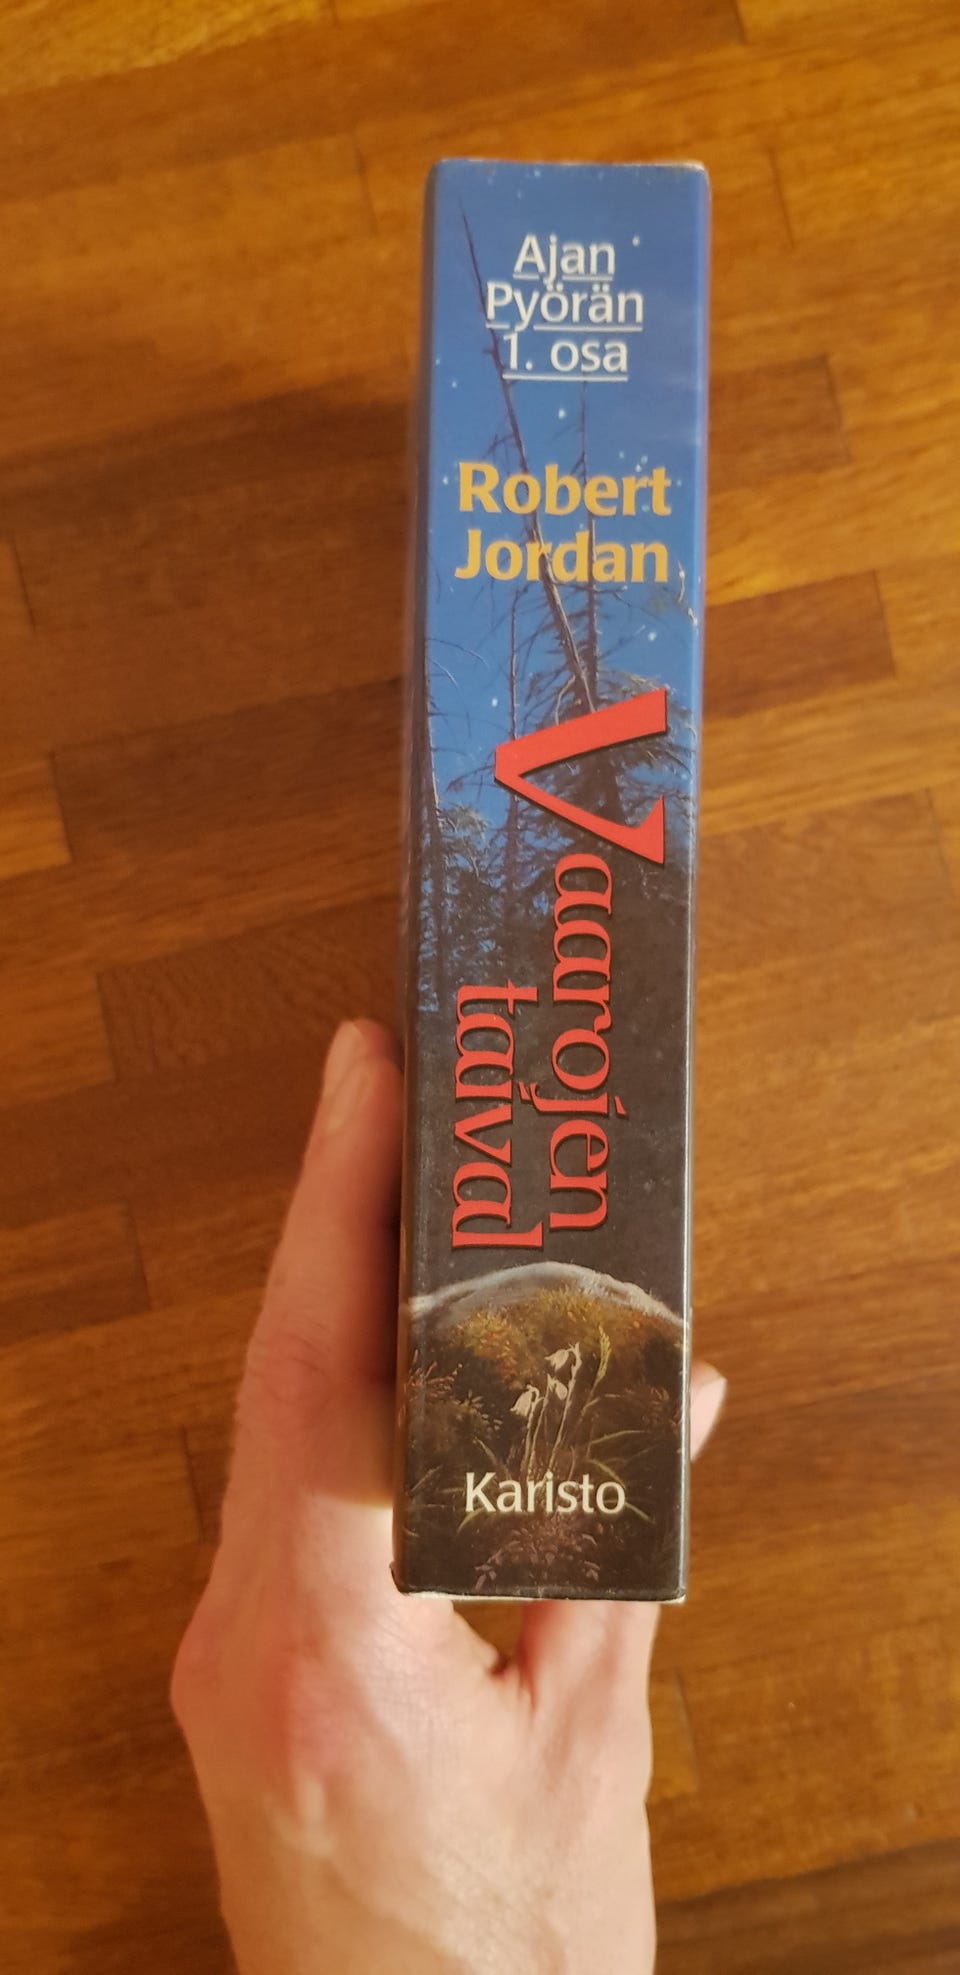 Ajan
Pyörän
1. osa
Robert
Jordan
Vaarojen
taival
Karisto